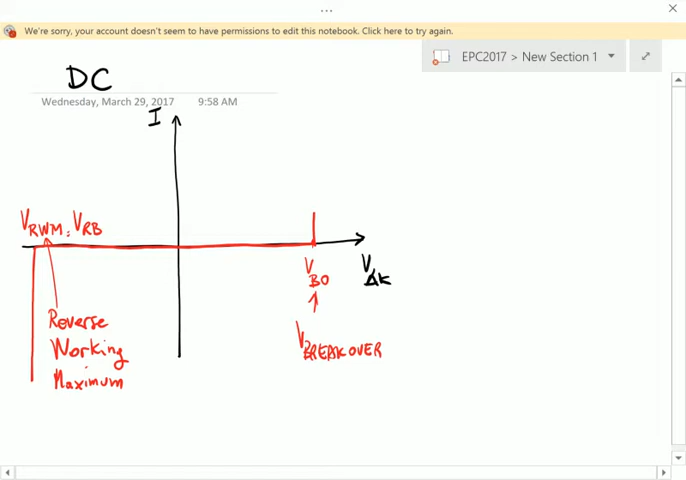 ...
We're sorry, your account doesn't seem to have permissions to edit this notebook. Click here to try again.
EPC2017 > New Section 1
DC
Wednesday, March 29, 2017 9:58 AM
I
VRWM, VRB
VBO
VAK
Reverse
Working
Maximum
VBREAKOVER